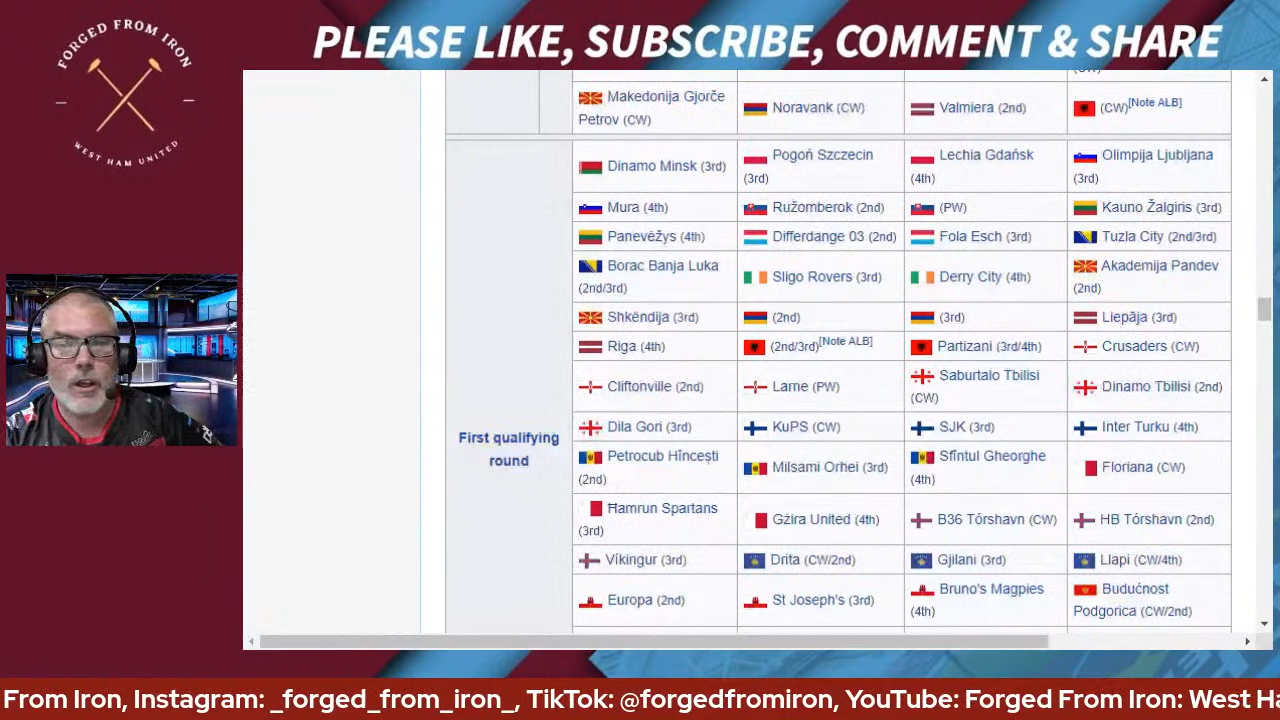 FORGED FROM IRON
WEST HAM UNITED
PLEASE LIKE, SUBSCRIBE, COMMENT & SHARE
(CW)
Makedonija Gjorče
Petrov (CW)
Noravank (CW)
Valmiera (2nd)
(CW)[Note ALB]
First qualifying
round
Dinamo Minsk (3rd)
Pogoń Szczecin
(3rd)
Lechia Gdańsk
(4th)
Olimpija Ljubljana
(3rd)
Mura (4th)
Ružomberok (2nd)
(PW)
Kauno Žalgiris (3rd)
Panevėžys (4th)
Differdange 03 (2nd)
Fola Esch (3rd)
Tuzla City (2nd/3rd)
Borac Banja Luka
(2nd/3rd)
Sligo Rovers (3rd)
Derry City (4th)
Akademija Pandev
(2nd)
Shkëndija (3rd)
(2nd)
(3rd)
Liepāja (3rd)
Riga (4th)
(2nd/3rd)[Note ALB]
Partizani (3rd/4th)
Crusaders (CW)
Cliftonville (2nd)
Larne (PW)
Saburtalo Tbilisi
(CW)
Dinamo Tbilisi (2nd)
Dila Gori (3rd)
KuPS (CW)
SJK (3rd)
Inter Turku (4th)
Petrocub Hîncești
(2nd)
Milsami Orhei (3rd)
Sfîntul Gheorghe
(4th)
Floriana (CW)
Ħamrun Spartans
(3rd)
Gżira United (4th)
B36 Tórshavn (CW)
HB Tórshavn (2nd)
Víkingur (3rd)
Drita (CW/2nd)
Gjilani (3rd)
Llapi (CW/4th)
Europa (2nd)
St Joseph's (3rd)
Bruno's Magpies
(4th)
Budućnost
Podgorica (CW/2nd)
From Iron, Instagram: _forged_from_iron_, TikTok: @forgedfromiron, YouTube: Forged From Iron: West Ha